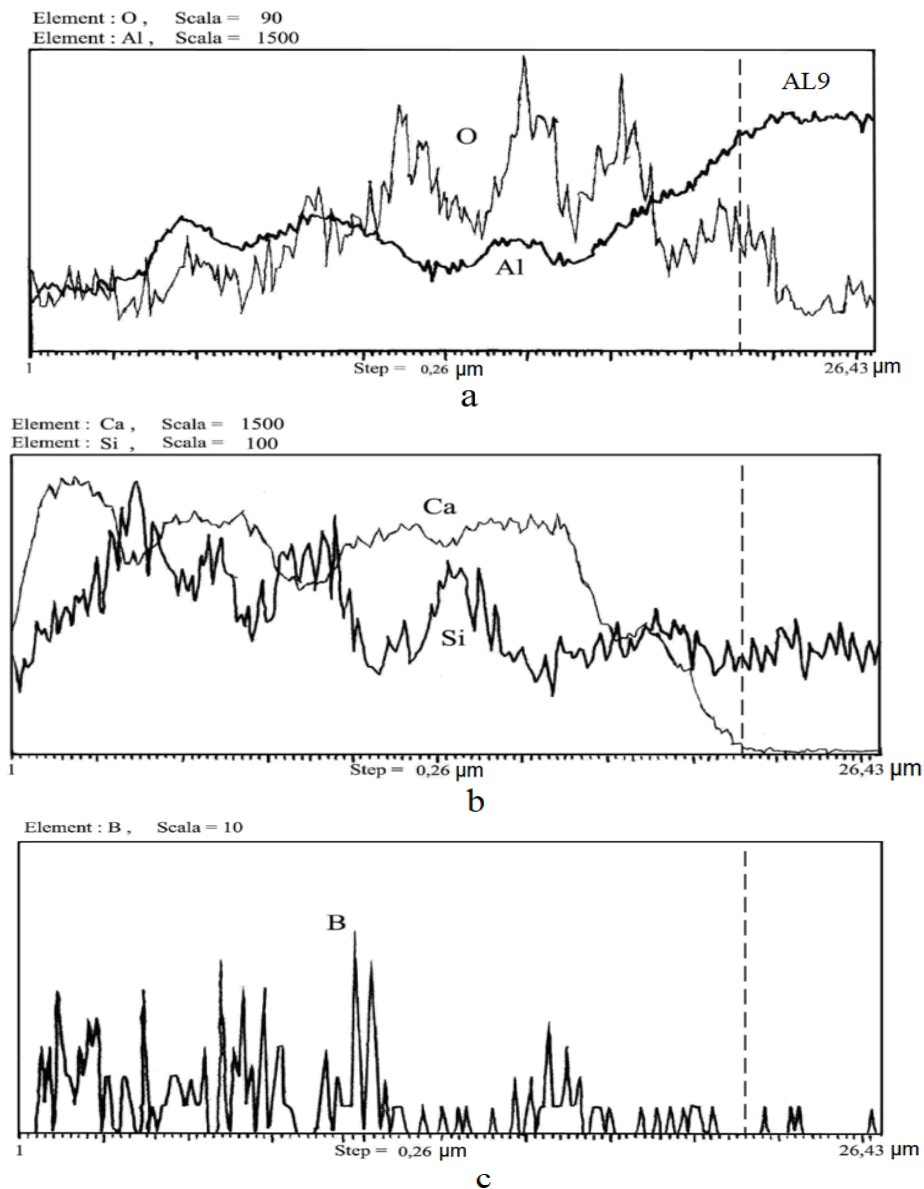 Element : O , Scala = 90
Element : Al , Scala = 1500
AL9
O
Al
1 Step = 0,26 µm 26,43 µm
a
Element : Ca , Scala = 1500
Element : Si , Scala = 100
Ca
Si
1 Step = 0,26 µm 26,43 µm
b
Element : B , Scala = 10
B
1 Step = 0,26 µm 26,43 µm
c